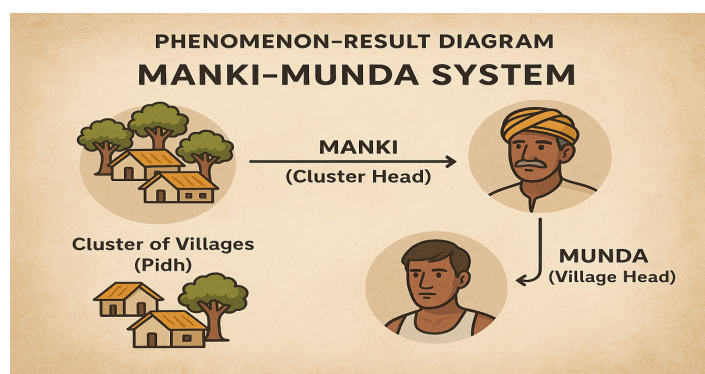 PHENOMENON–RESULT DIAGRAM
MANKI–MUNDA SYSTEM
MANKI
(Cluster Head)
Cluster of Villages
(Pidh)
MUNDA
(Village Head)